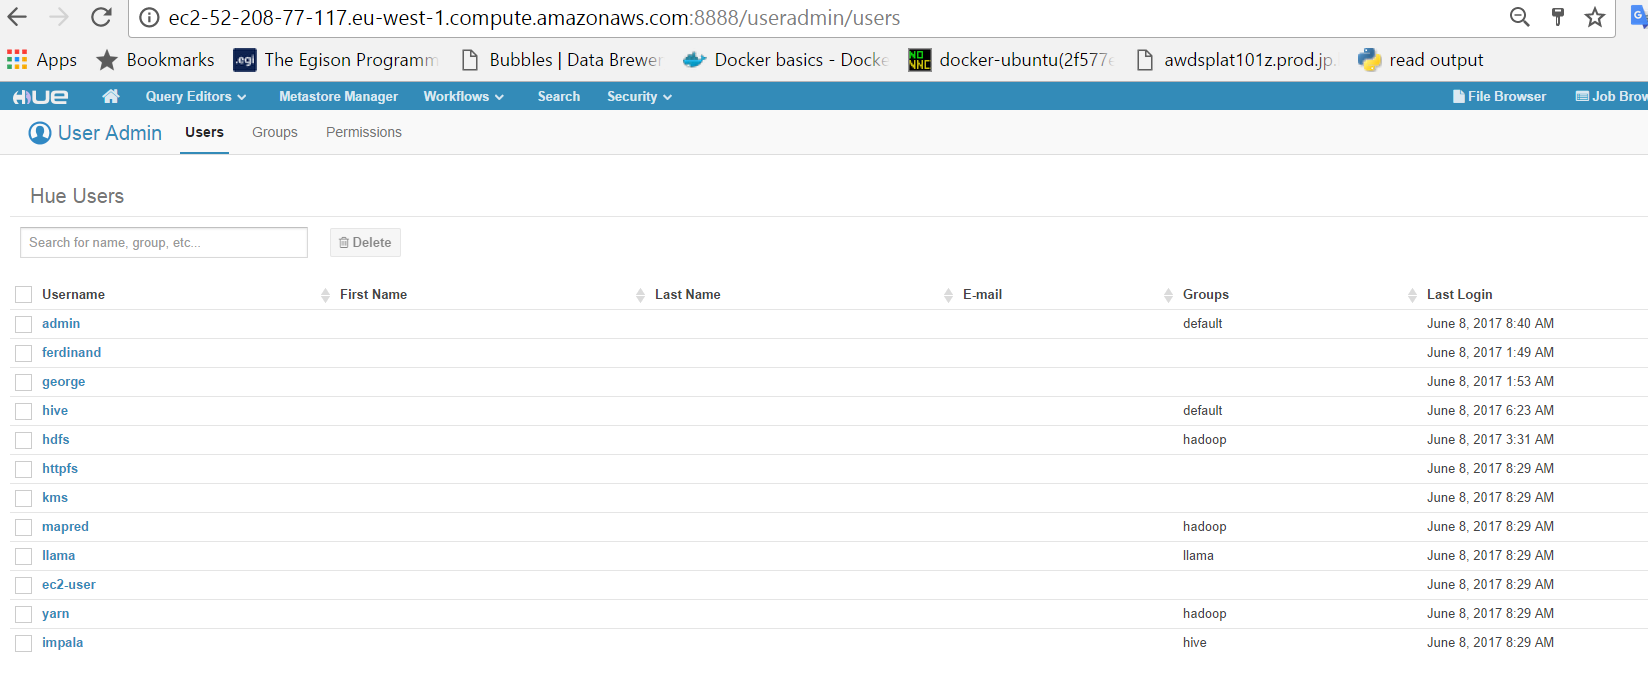 ec2-52-208-77-117.eu-west-1.compute.amazonaws.com:8888/useradmin/users
Apps Bookmarks .egi The Egison Programm Bubbles | Data Brewer Docker basics - Docke NO VNC docker-ubuntu(2f577e awdsplat101z.prod.jp. read output
HUE Query Editors Metastore Manager Workflows Search Security File Browser Job Brow
User Admin Users Groups Permissions
Hue Users
Search for name, group, etc... Delete
Username First Name Last Name E-mail Groups Last Login
admin default June 8, 2017 8:40 AM
ferdinand June 8, 2017 1:49 AM
george June 8, 2017 1:53 AM
hive default June 8, 2017 6:23 AM
hdfs hadoop June 8, 2017 3:31 AM
httpfs June 8, 2017 8:29 AM
kms June 8, 2017 8:29 AM
mapred hadoop June 8, 2017 8:29 AM
llama llama June 8, 2017 8:29 AM
ec2-user June 8, 2017 8:29 AM
yarn hadoop June 8, 2017 8:29 AM
impala hive June 8, 2017 8:29 AM